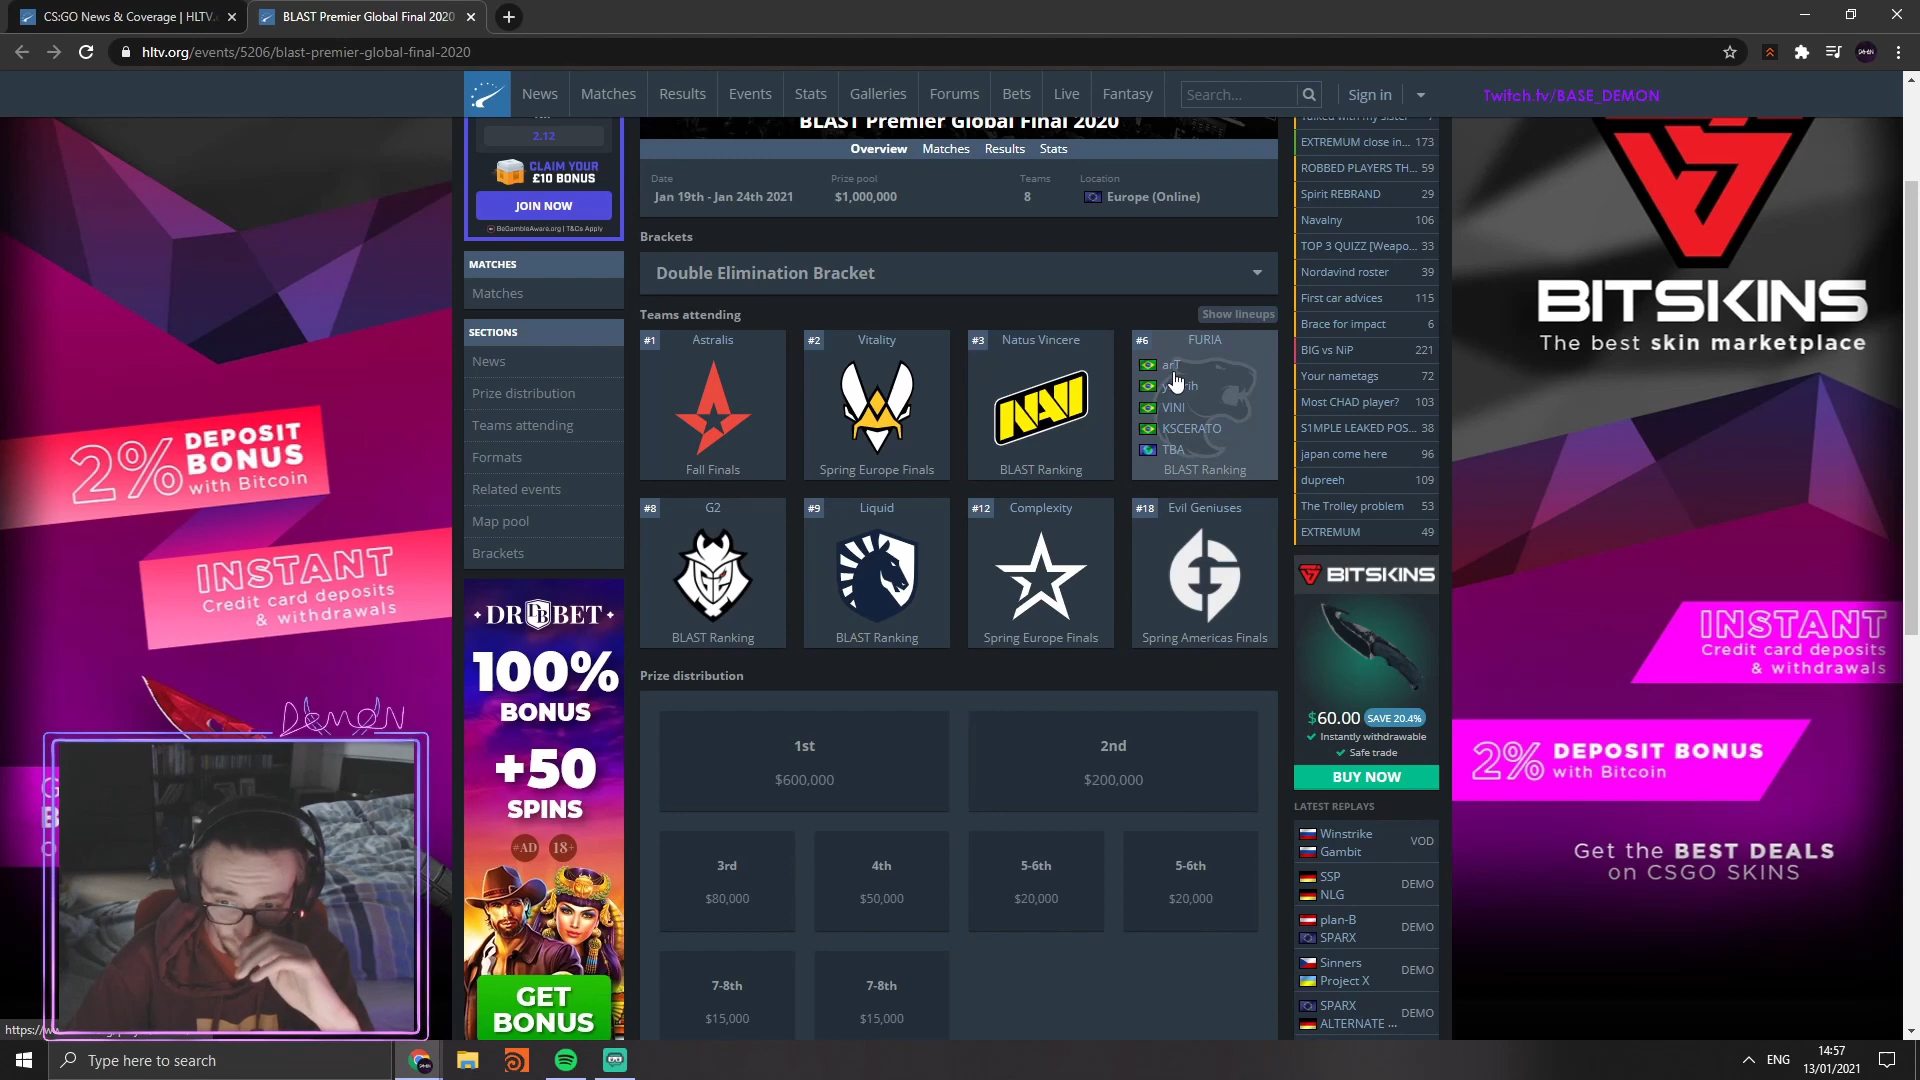 CS:GO News & Coverage | HLTV.
BLAST Premier Global Final 2020
hltv.org/events/5206/blast-premier-global-final-2020
News
Matches
Results
Events
Stats
Galleries
Forums
Bets
Live
Fantasy
Search...
Sign in
Twitch.tv/BASE_DEMON
2.12
CLAIM YOUR
£10 BONUS
JOIN NOW
BeGambleAware.org | T&Cs Apply
MATCHES
Matches
SECTIONS
News
Prize distribution
Teams attending
Formats
Related events
Map pool
Brackets
DR BET
100%
BONUS
+50
SPINS
#AD 18+
GET
BONUS
BLAST Premier Global Final 2020
Overview Matches Results Stats
Date Prize pool Teams Location
Jan 19th - Jan 24th 2021 $1,000,000 8 Europe (Online)
Brackets
Double Elimination Bracket
Teams attending
Show lineups
#1 Astralis
Fall Finals
#2 Vitality
Spring Europe Finals
#3 Natus Vincere
NAVI
BLAST Ranking
#6 FURIA
arT
VINI
KSCERATO
TBA
BLAST Ranking
#8 G2
BLAST Ranking
#9 Liquid
BLAST Ranking
#12 Complexity
Spring Europe Finals
#18 Evil Geniuses
Spring Americas Finals
Prize distribution
1st
$600,000
2nd
$200,000
3rd
$80,000
4th
$50,000
5-6th
$20,000
5-6th
$20,000
7-8th
$15,000
7-8th
$15,000
EXTREMUM close in... 173
ROBBED PLAYERS TH... 59
Spirit REBRAND 29
Navalny 106
TOP 3 QUIZZ [Weapo... 33
Nordavind roster 39
First car advices 115
Brace for impact 6
BIG vs NiP 221
Your nametags 72
Most CHAD player? 103
S1MPLE LEAKED POS... 38
japan come here 96
dupreeh 109
The Trolley problem 53
EXTREMUM 49
BITSKINS
$60.00 SAVE 20.4%
Instantly withdrawable
Safe trade
BUY NOW
LATEST REPLAYS
Winstrike
Gambit
VOD
SSP
NLG
DEMO
plan-B
SPARX
DEMO
Sinners
Project X
DEMO
SPARX
ALTERNATE ...
DEMO
2% DEPOSIT
BONUS
with Bitcoin
INSTANT
Credit card deposits
& withdrawals
DEMON
BITSKINS
The best skin marketplace
INSTANT
Credit card deposits
& withdrawals
2% DEPOSIT BONUS
with Bitcoin
Get the BEST DEALS
on CSGO SKINS
Type here to search
ENG
14:57
13/01/2021